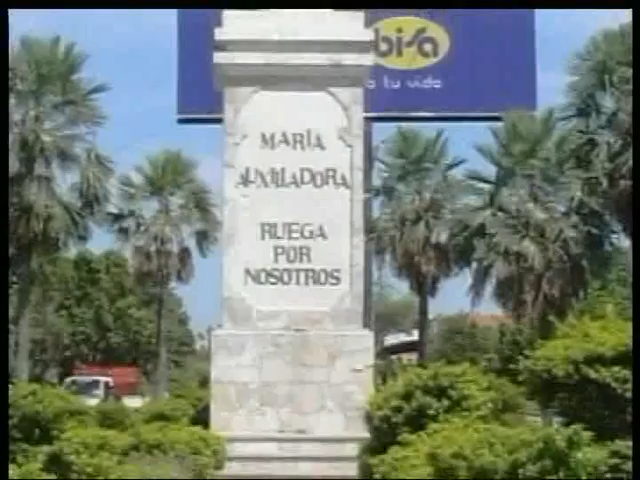 bisa
a tu vida
MARÍA
AUXILIADORA
RUEGA
POR
NOSOTROS